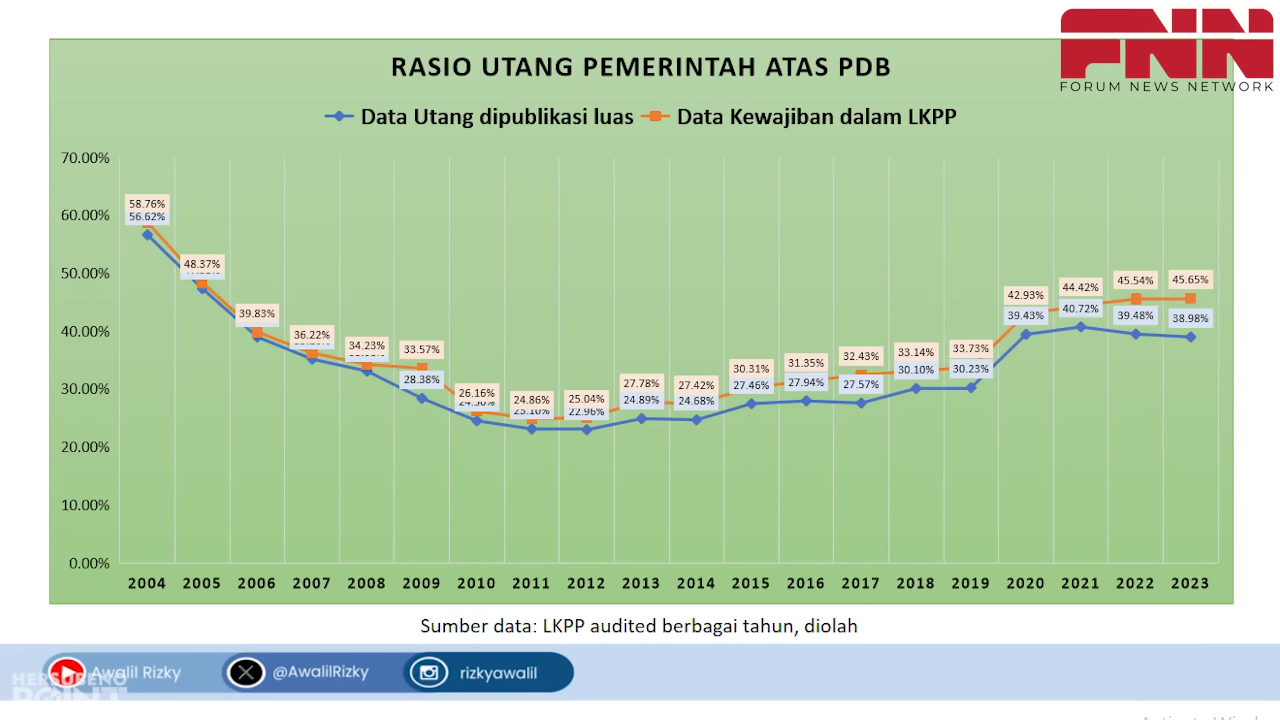 FNN
FORUM NEWS NETWORK
RASIO UTANG PEMERINTAH ATAS PDB
Data Utang dipublikasi luas Data Kewajiban dalam LKPP
70.00%
60.00%
50.00%
40.00%
30.00%
20.00%
10.00%
0.00%
58.76% 48.37% 39.83% 36.22% 34.23% 33.57% 26.16% 24.86% 25.04% 27.78% 27.42% 30.31% 31.35% 32.43% 33.14% 33.73% 42.93% 44.42% 45.54% 45.65%
56.62% 28.38% 23.10% 22.96% 24.89% 24.68% 27.46% 27.94% 27.57% 30.10% 30.23% 39.43% 40.72% 39.48% 38.98%
2004 2005 2006 2007 2008 2009 2010 2011 2012 2013 2014 2015 2016 2017 2018 2019 2020 2021 2022 2023
Sumber data: LKPP audited berbagai tahun, diolah
Awalil Rizky @AwalilRizky rizkyawalil
HERSUBENO
POINT